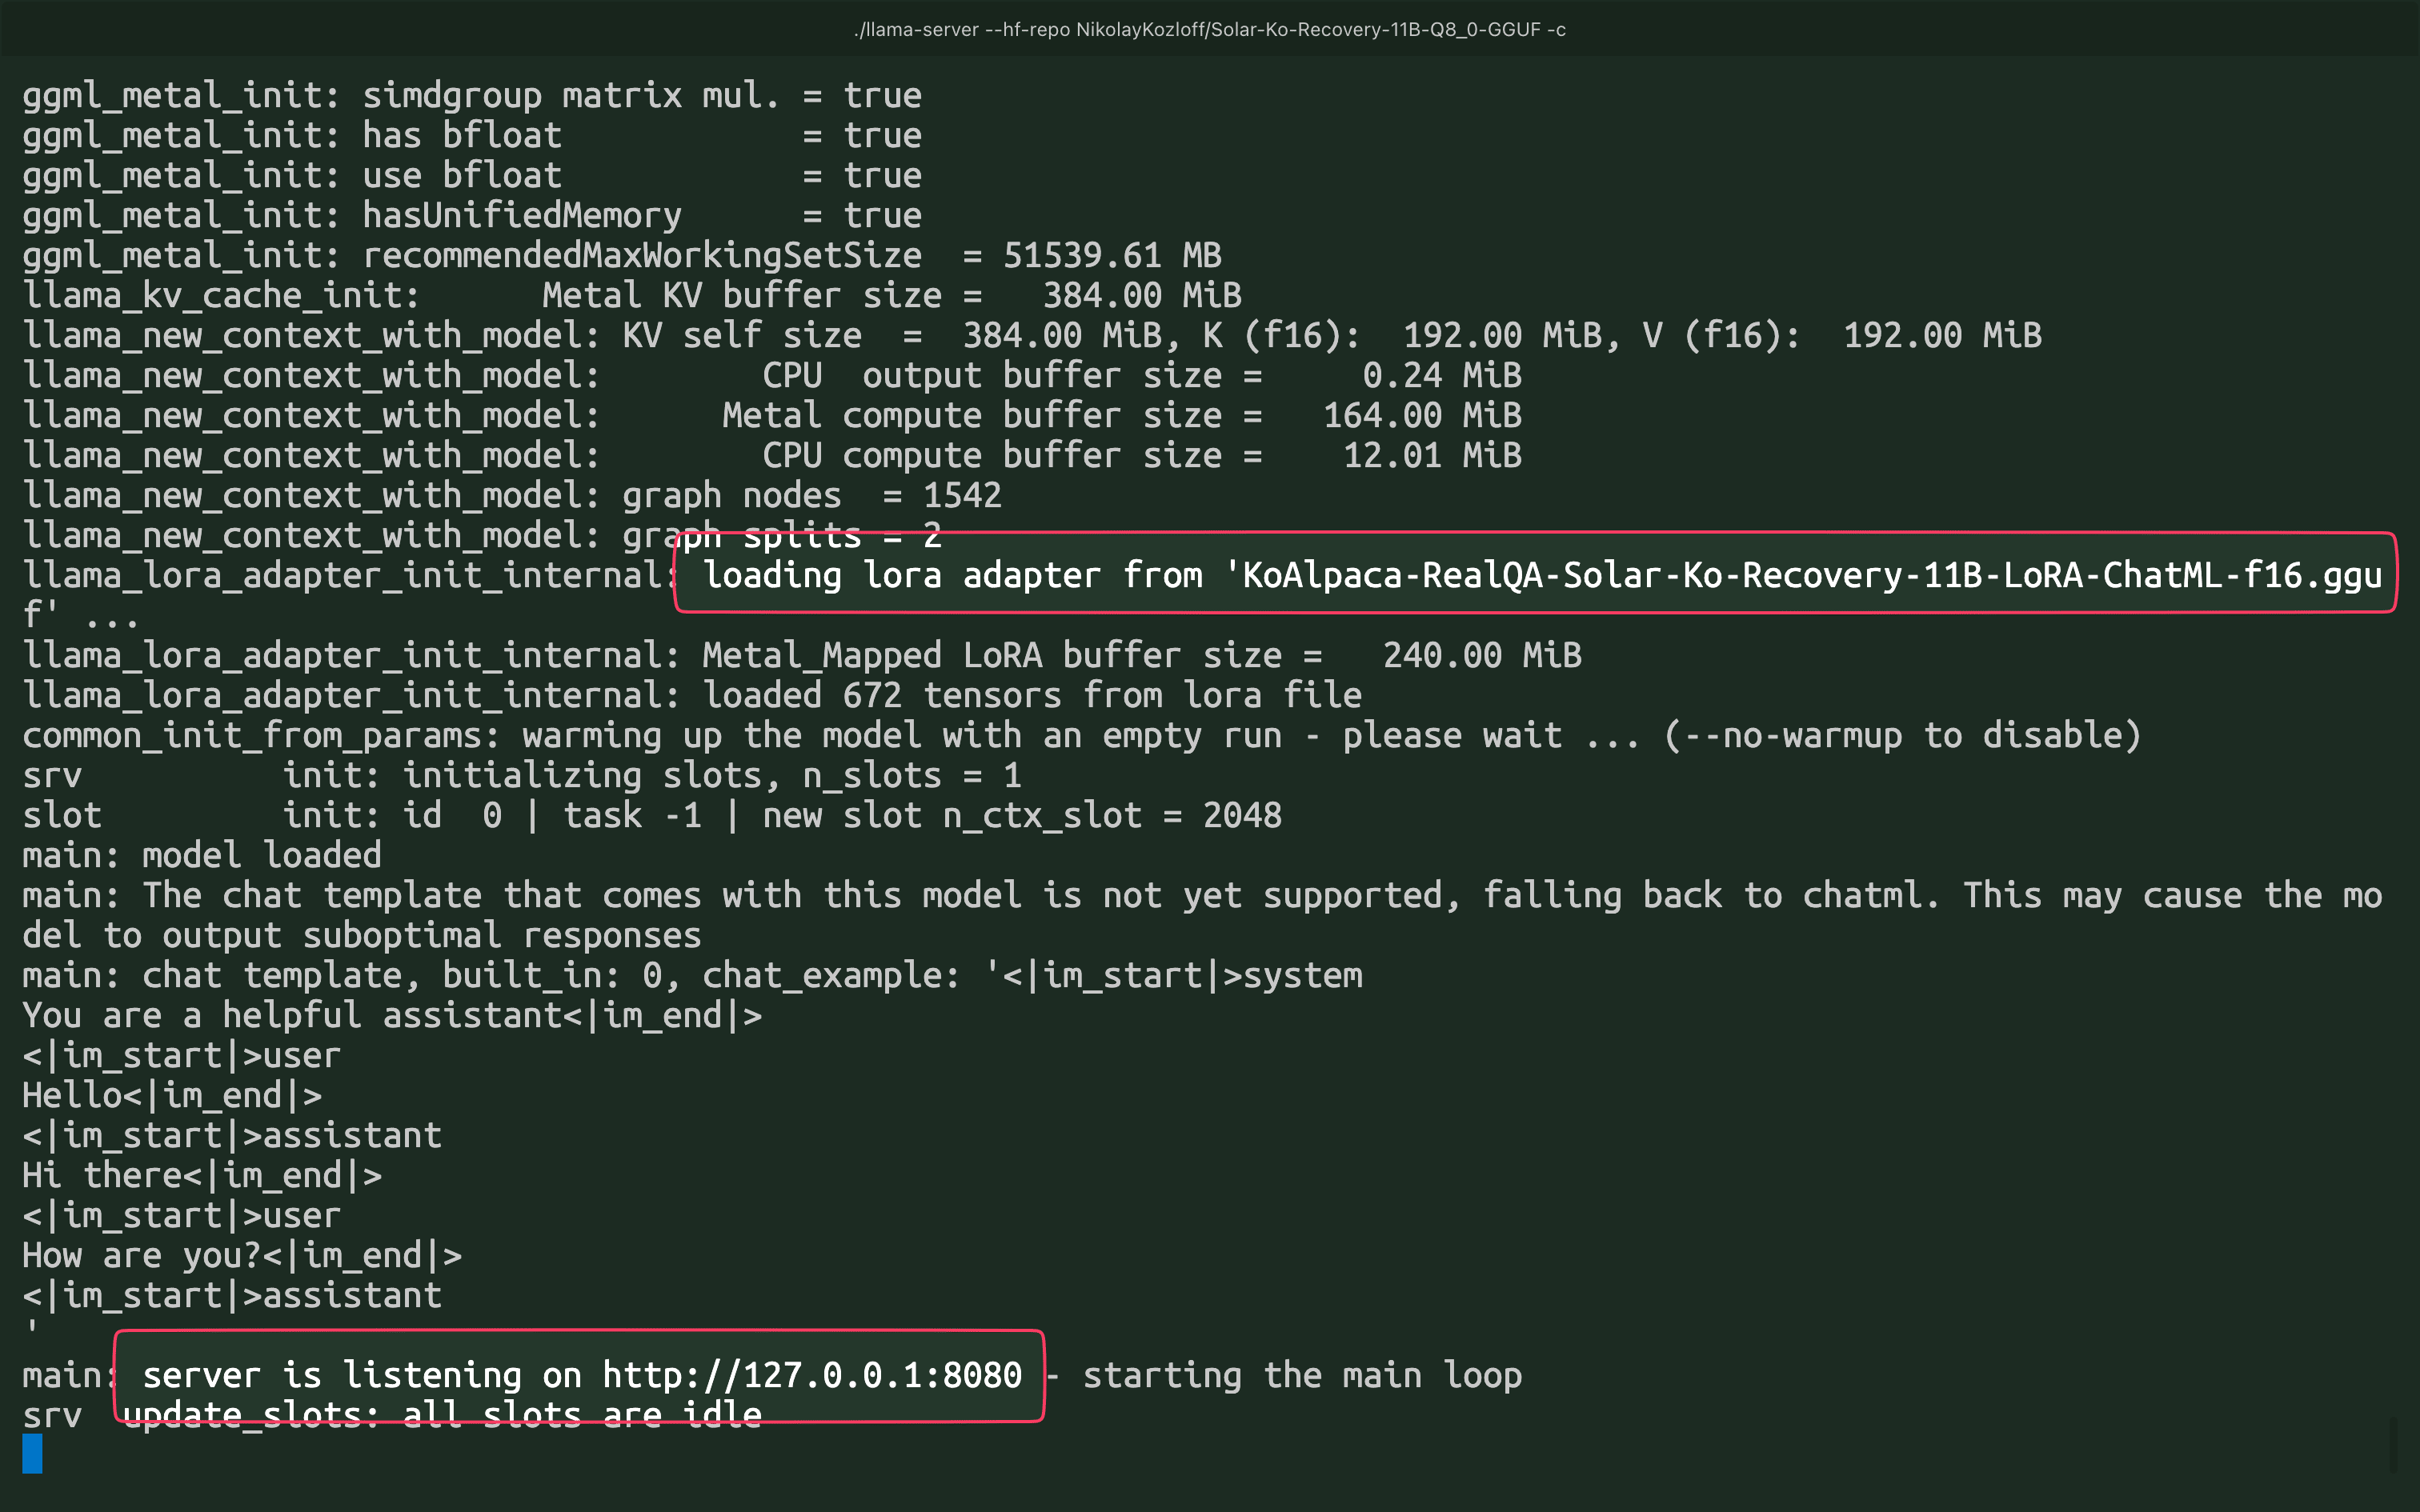 ./llama-server --hf-repo NikolayKozloff/Solar-Ko-Recovery-11B-Q8_0-GGUF -c
ggml_metal_init: simdgroup matrix mul. = true
ggml_metal_init: has bfloat            = true
ggml_metal_init: use bfloat            = true
ggml_metal_init: hasUnifiedMemory      = true
ggml_metal_init: recommendedMaxWorkingSetSize  = 51539.61 MB
llama_kv_cache_init:      Metal KV buffer size =   384.00 MiB
llama_new_context_with_model: KV self size  =  384.00 MiB, K (f16):  192.00 MiB, V (f16):  192.00 MiB
llama_new_context_with_model:        CPU  output buffer size =     0.24 MiB
llama_new_context_with_model:      Metal compute buffer size =   164.00 MiB
llama_new_context_with_model:        CPU compute buffer size =    12.01 MiB
llama_new_context_with_model: graph nodes  = 1542
llama_new_context_with_model: graph splits = 2
llama_lora_adapter_init_internal: loading lora adapter from 'KoAlpaca-RealQA-Solar-Ko-Recovery-11B-LoRA-ChatML-f16.ggu
f' ...
llama_lora_adapter_init_internal: Metal_Mapped LoRA buffer size =   240.00 MiB
llama_lora_adapter_init_internal: loaded 672 tensors from lora file
common_init_from_params: warming up the model with an empty run - please wait ... (--no-warmup to disable)
srv          init: initializing slots, n_slots = 1
slot         init: id  0 | task -1 | new slot n_ctx_slot = 2048
main: model loaded
main: The chat template that comes with this model is not yet supported, falling back to chatml. This may cause the mo
del to output suboptimal responses
main: chat template, built_in: 0, chat_example: '<|im_start|>system
You are a helpful assistant<|im_end|>
<|im_start|>user
Hello<|im_end|>
<|im_start|>assistant
Hi there<|im_end|>
<|im_start|>user
How are you?<|im_end|>
<|im_start|>assistant
'
main: server is listening on http://127.0.0.1:8080 - starting the main loop
srv  update_slots: all slots are idle